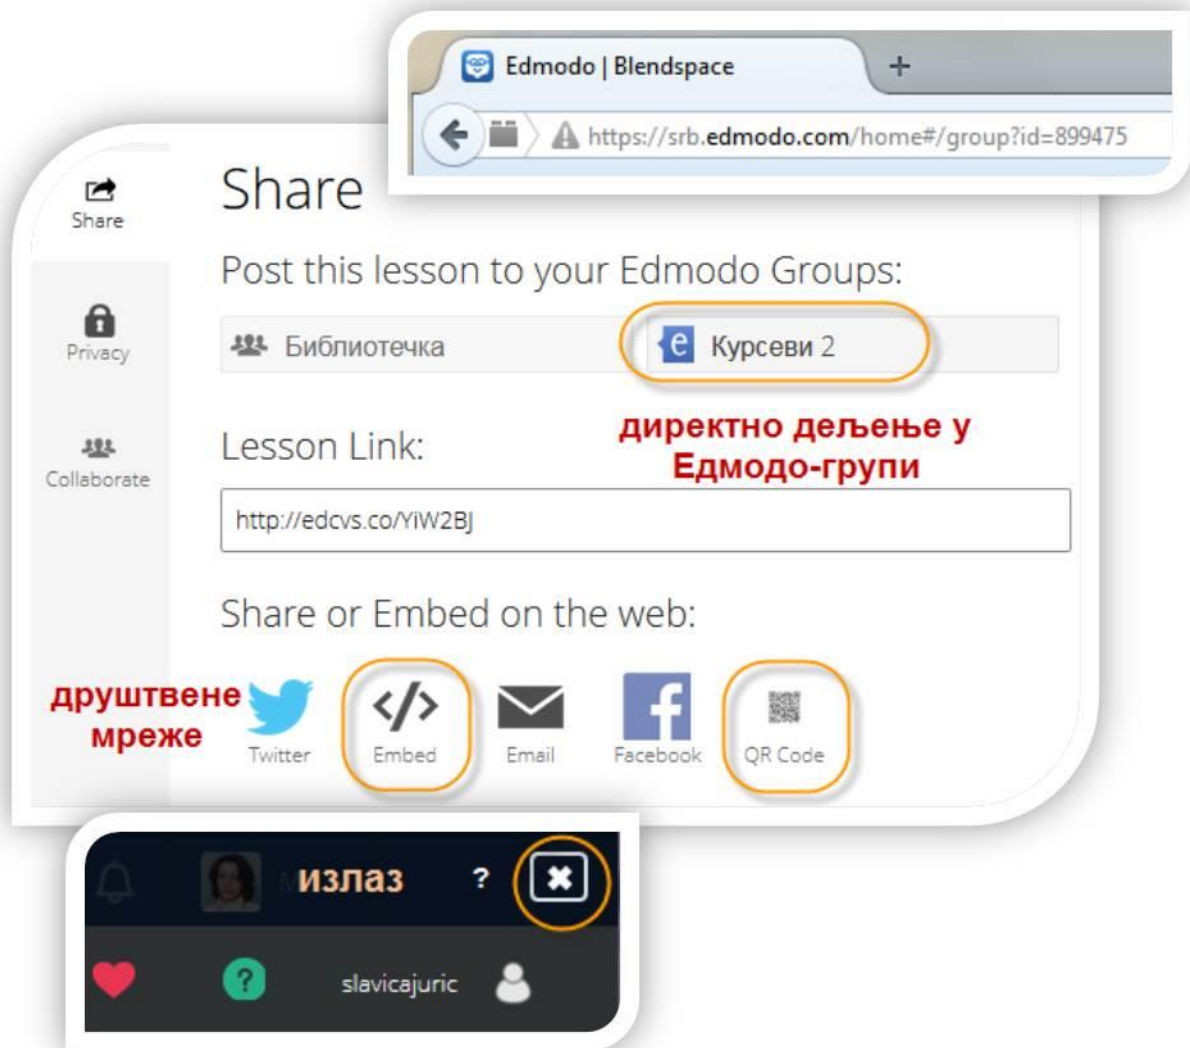 Edmodo | Blendspace
https://srb.edmodo.com/home#/group?id=899475
Share
Share
Post this lesson to your Edmodo Groups:
Privacy
Библиотечка
Курсеви 2
директно дељење у
Едмодо-групи
Collaborate
Lesson Link:
http://edcvs.co/YiW2BJ
Share or Embed on the web:
друштвене
мреже
Twitter
Embed
Email
Facebook
QR Code
излаз ?
? slavicajuric